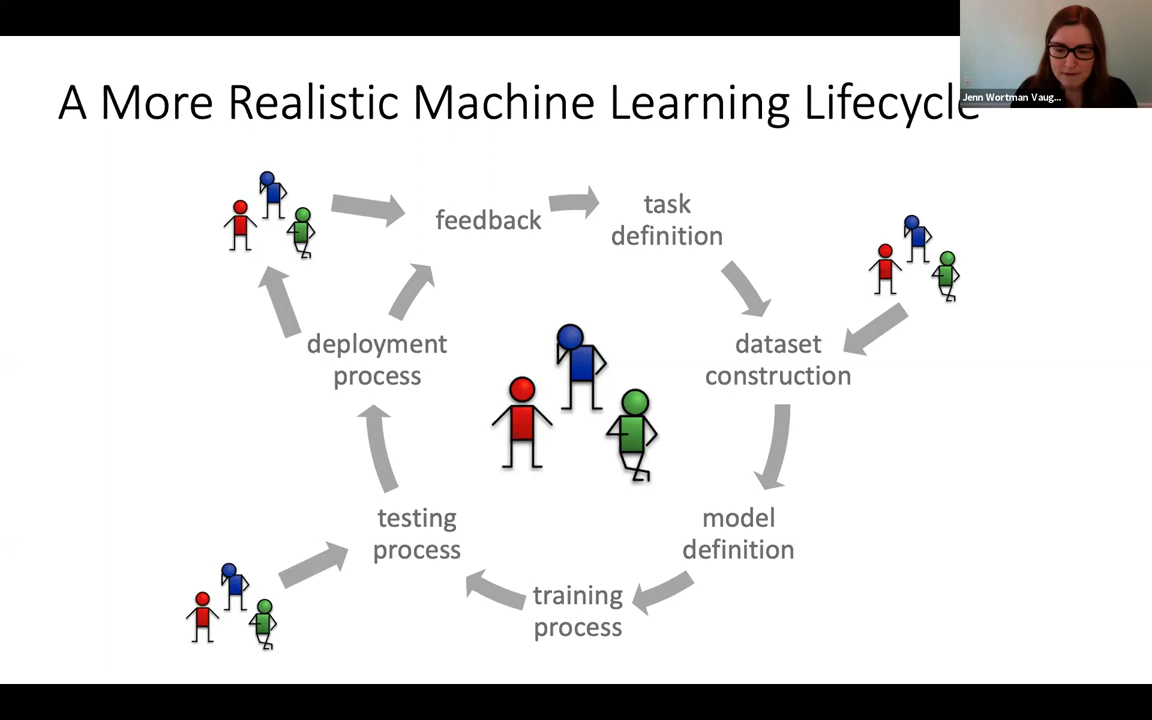 A More Realistic Machine Learning Lifecycle
Jenn Wortman Vaug...
feedback
task
definition
dataset
construction
model
definition
training
process
testing
process
deployment
process